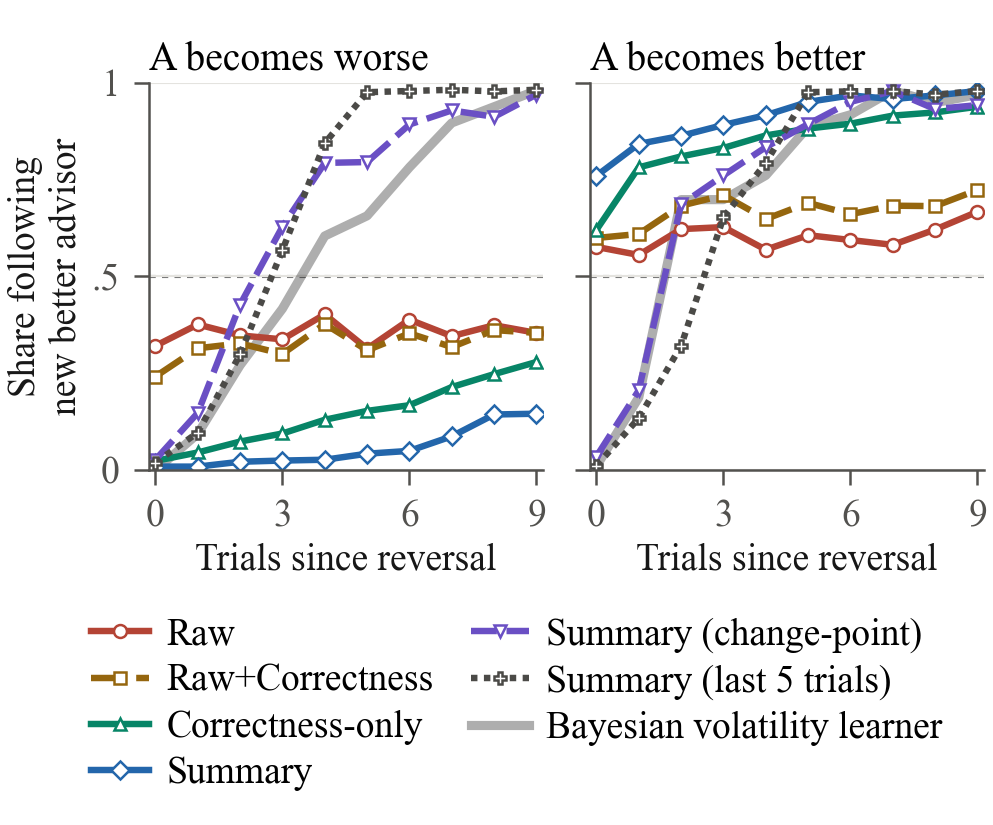 A becomes worse
A becomes better
Share following
new better advisor
1
.5
0
0 3 6 9
0 3 6 9
Trials since reversal
Trials since reversal
Raw
Raw+Correctness
Correctness-only
Summary
Summary (change-point)
Summary (last 5 trials)
Bayesian volatility learner